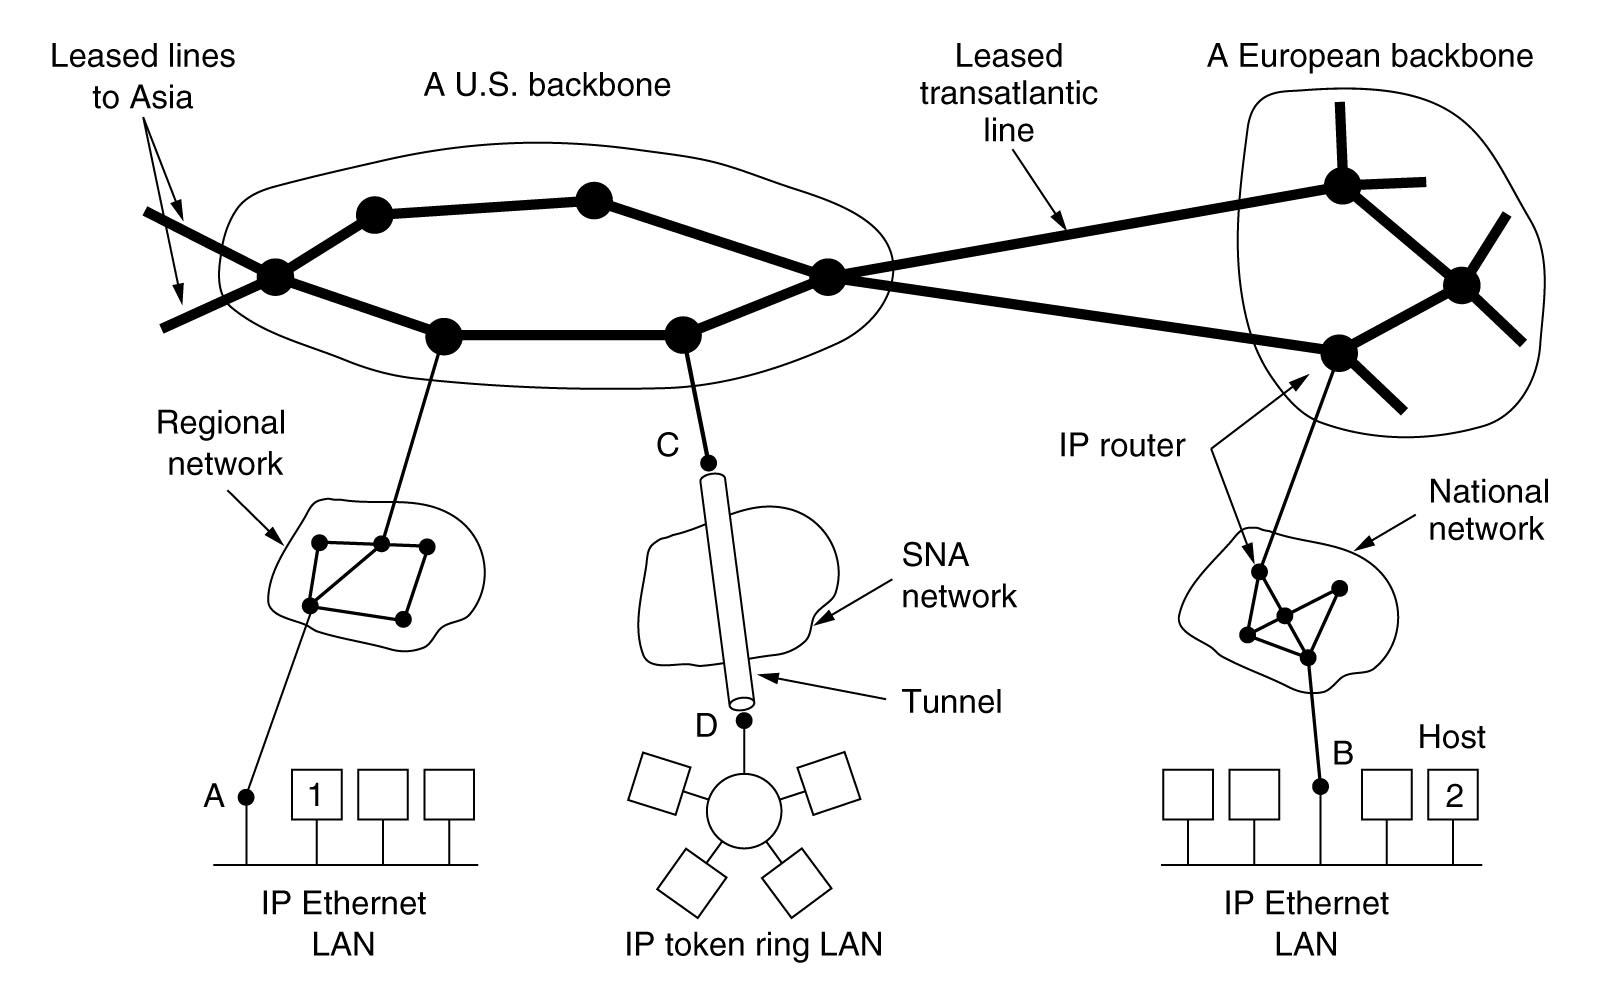 Leased lines
to Asia
A U.S. backbone
Leased
transatlantic
line
A European backbone
Regional
network
C
IP router
National
network
SNA
network
Tunnel
D
Host
B
A
1
2
IP Ethernet
LAN
IP token ring LAN
IP Ethernet
LAN